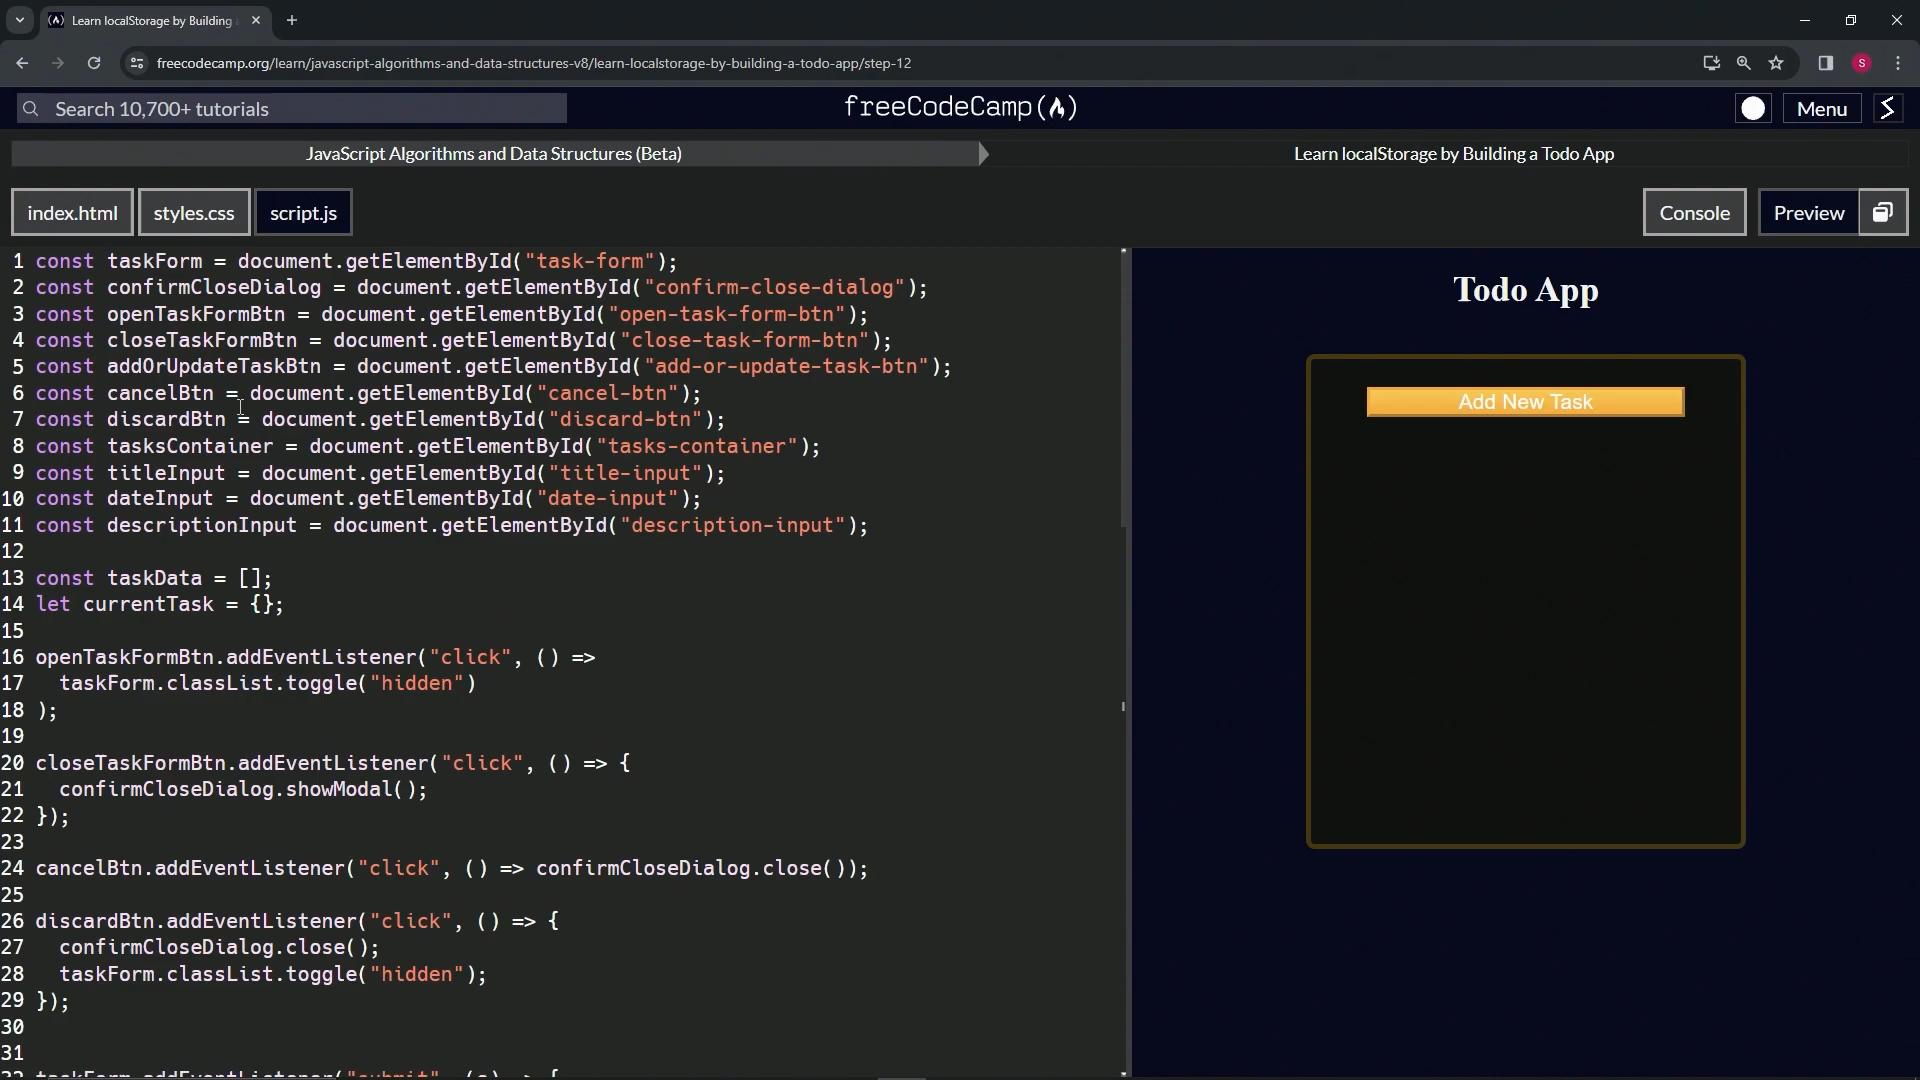 Learn localStorage by Building
freecodecamp.org/learn/javascript-algorithms-and-data-structures-v8/learn-localstorage-by-building-a-todo-app/step-12
S
Search 10,700+ tutorials
freeCodeCamp
Menu
JavaScript Algorithms and Data Structures (Beta)
Learn localStorage by Building a Todo App
index.html
styles.css
script.js
Console
Preview
1 const taskForm = document.getElementById("task-form");
2 const confirmCloseDialog = document.getElementById("confirm-close-dialog");
3 const openTaskFormBtn = document.getElementById("open-task-form-btn");
4 const closeTaskFormBtn = document.getElementById("close-task-form-btn");
5 const addOrUpdateTaskBtn = document.getElementById("add-or-update-task-btn");
6 const cancelBtn = document.getElementById("cancel-btn");
7 const discardBtn = document.getElementById("discard-btn");
8 const tasksContainer = document.getElementById("tasks-container");
9 const titleInput = document.getElementById("title-input");
10 const dateInput = document.getElementById("date-input");
11 const descriptionInput = document.getElementById("description-input");
12
13 const taskData = [];
14 let currentTask = {};
15
16 openTaskFormBtn.addEventListener("click", () =>
17 taskForm.classList.toggle("hidden")
18 );
19
20 closeTaskFormBtn.addEventListener("click", () => {
21 confirmCloseDialog.showModal();
22 });
23
24 cancelBtn.addEventListener("click", () => confirmCloseDialog.close());
25
26 discardBtn.addEventListener("click", () => {
27 confirmCloseDialog.close();
28 taskForm.classList.toggle("hidden");
29 });
30
31
32 taskForm.addEventListener("submit", (e) => {
Todo App
Add New Task